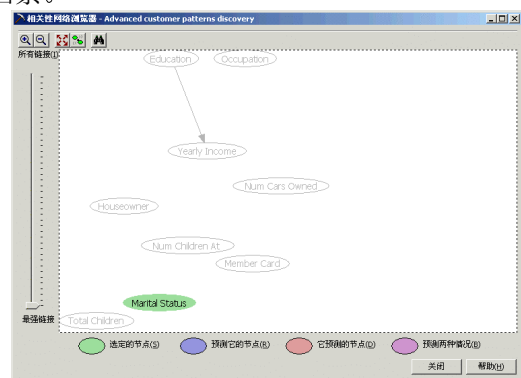 相关性网络浏览器 - Advanced customer patterns discovery
所有链接(I)
Education
Occupation
Yearly Income
Num Cars Owned
Houseowner
Num Children At
Member Card
Marital Status
最强链接
Total Children
选定的节点(S)
预测它的节点(R)
它预测的节点(D)
预测两种情况(B)
关闭
帮助(H)